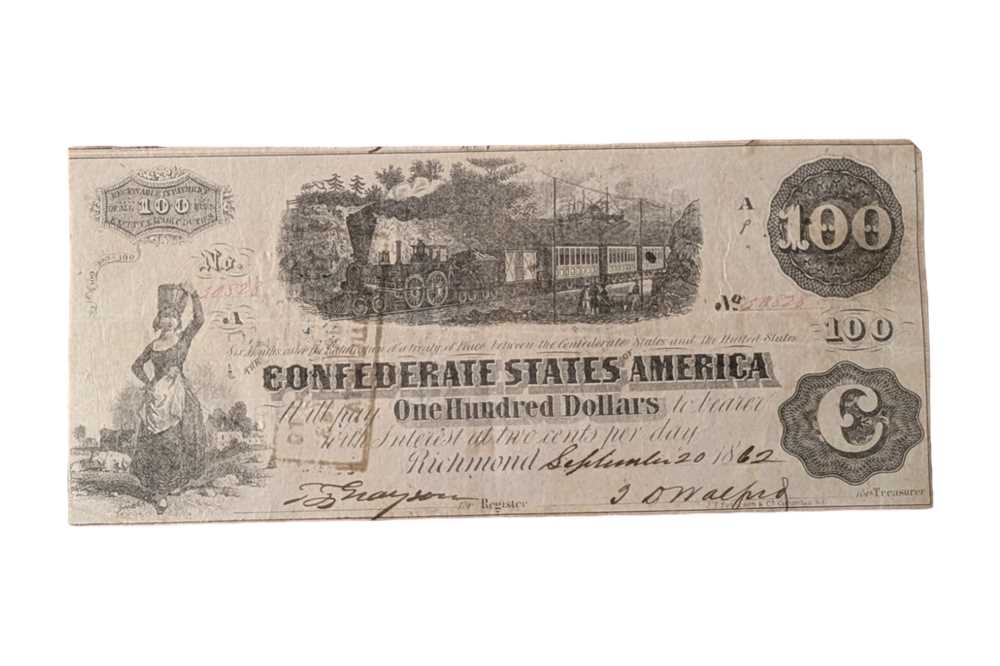 RECEIVABLE IN PAYMENT
OF ALL 100 DUES
EXCEPT EXPORT DUTIES
A
100
No.
No
A
100
Six Months after the Ratification of a treaty of Peace between the Confederate States and the United States
CONFEDERATE STATES AMERICA
Will pay One Hundred Dollars to bearer
with Interest at two cents per day
C
Richmond September 20 1862
for Register
for Treasurer